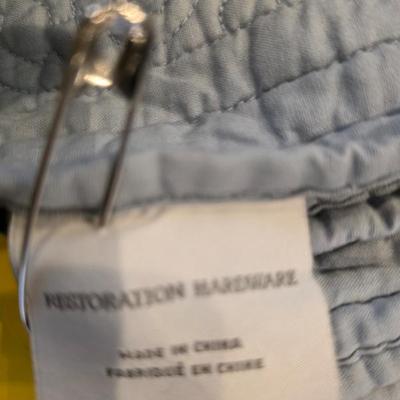 RESTORATION HARDWARE
MADE IN CHINA
FABRIQUÉ EN CHINE